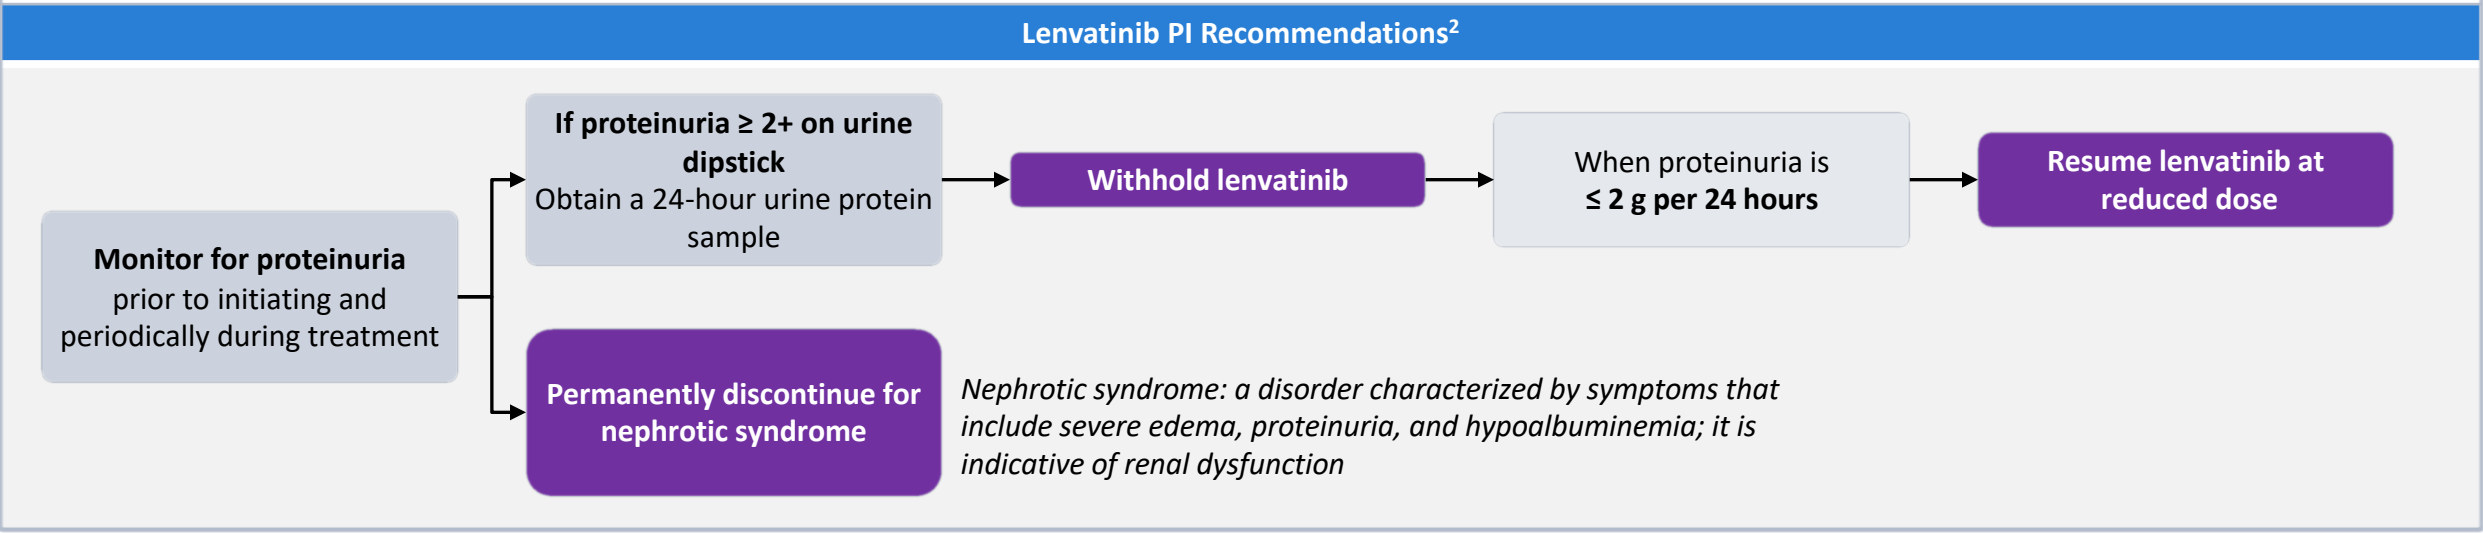 Lenvatinib PI Recommendations²
Monitor for proteinuria
prior to initiating and
periodically during treatment
If proteinuria ≥ 2+ on urine
dipstick
Obtain a 24-hour urine protein
sample
Withhold lenvatinib
When proteinuria is
≤ 2 g per 24 hours
Resume lenvatinib at
reduced dose
Permanently discontinue for
nephrotic syndrome
Nephrotic syndrome: a disorder characterized by symptoms that
include severe edema, proteinuria, and hypoalbuminemia; it is
indicative of renal dysfunction